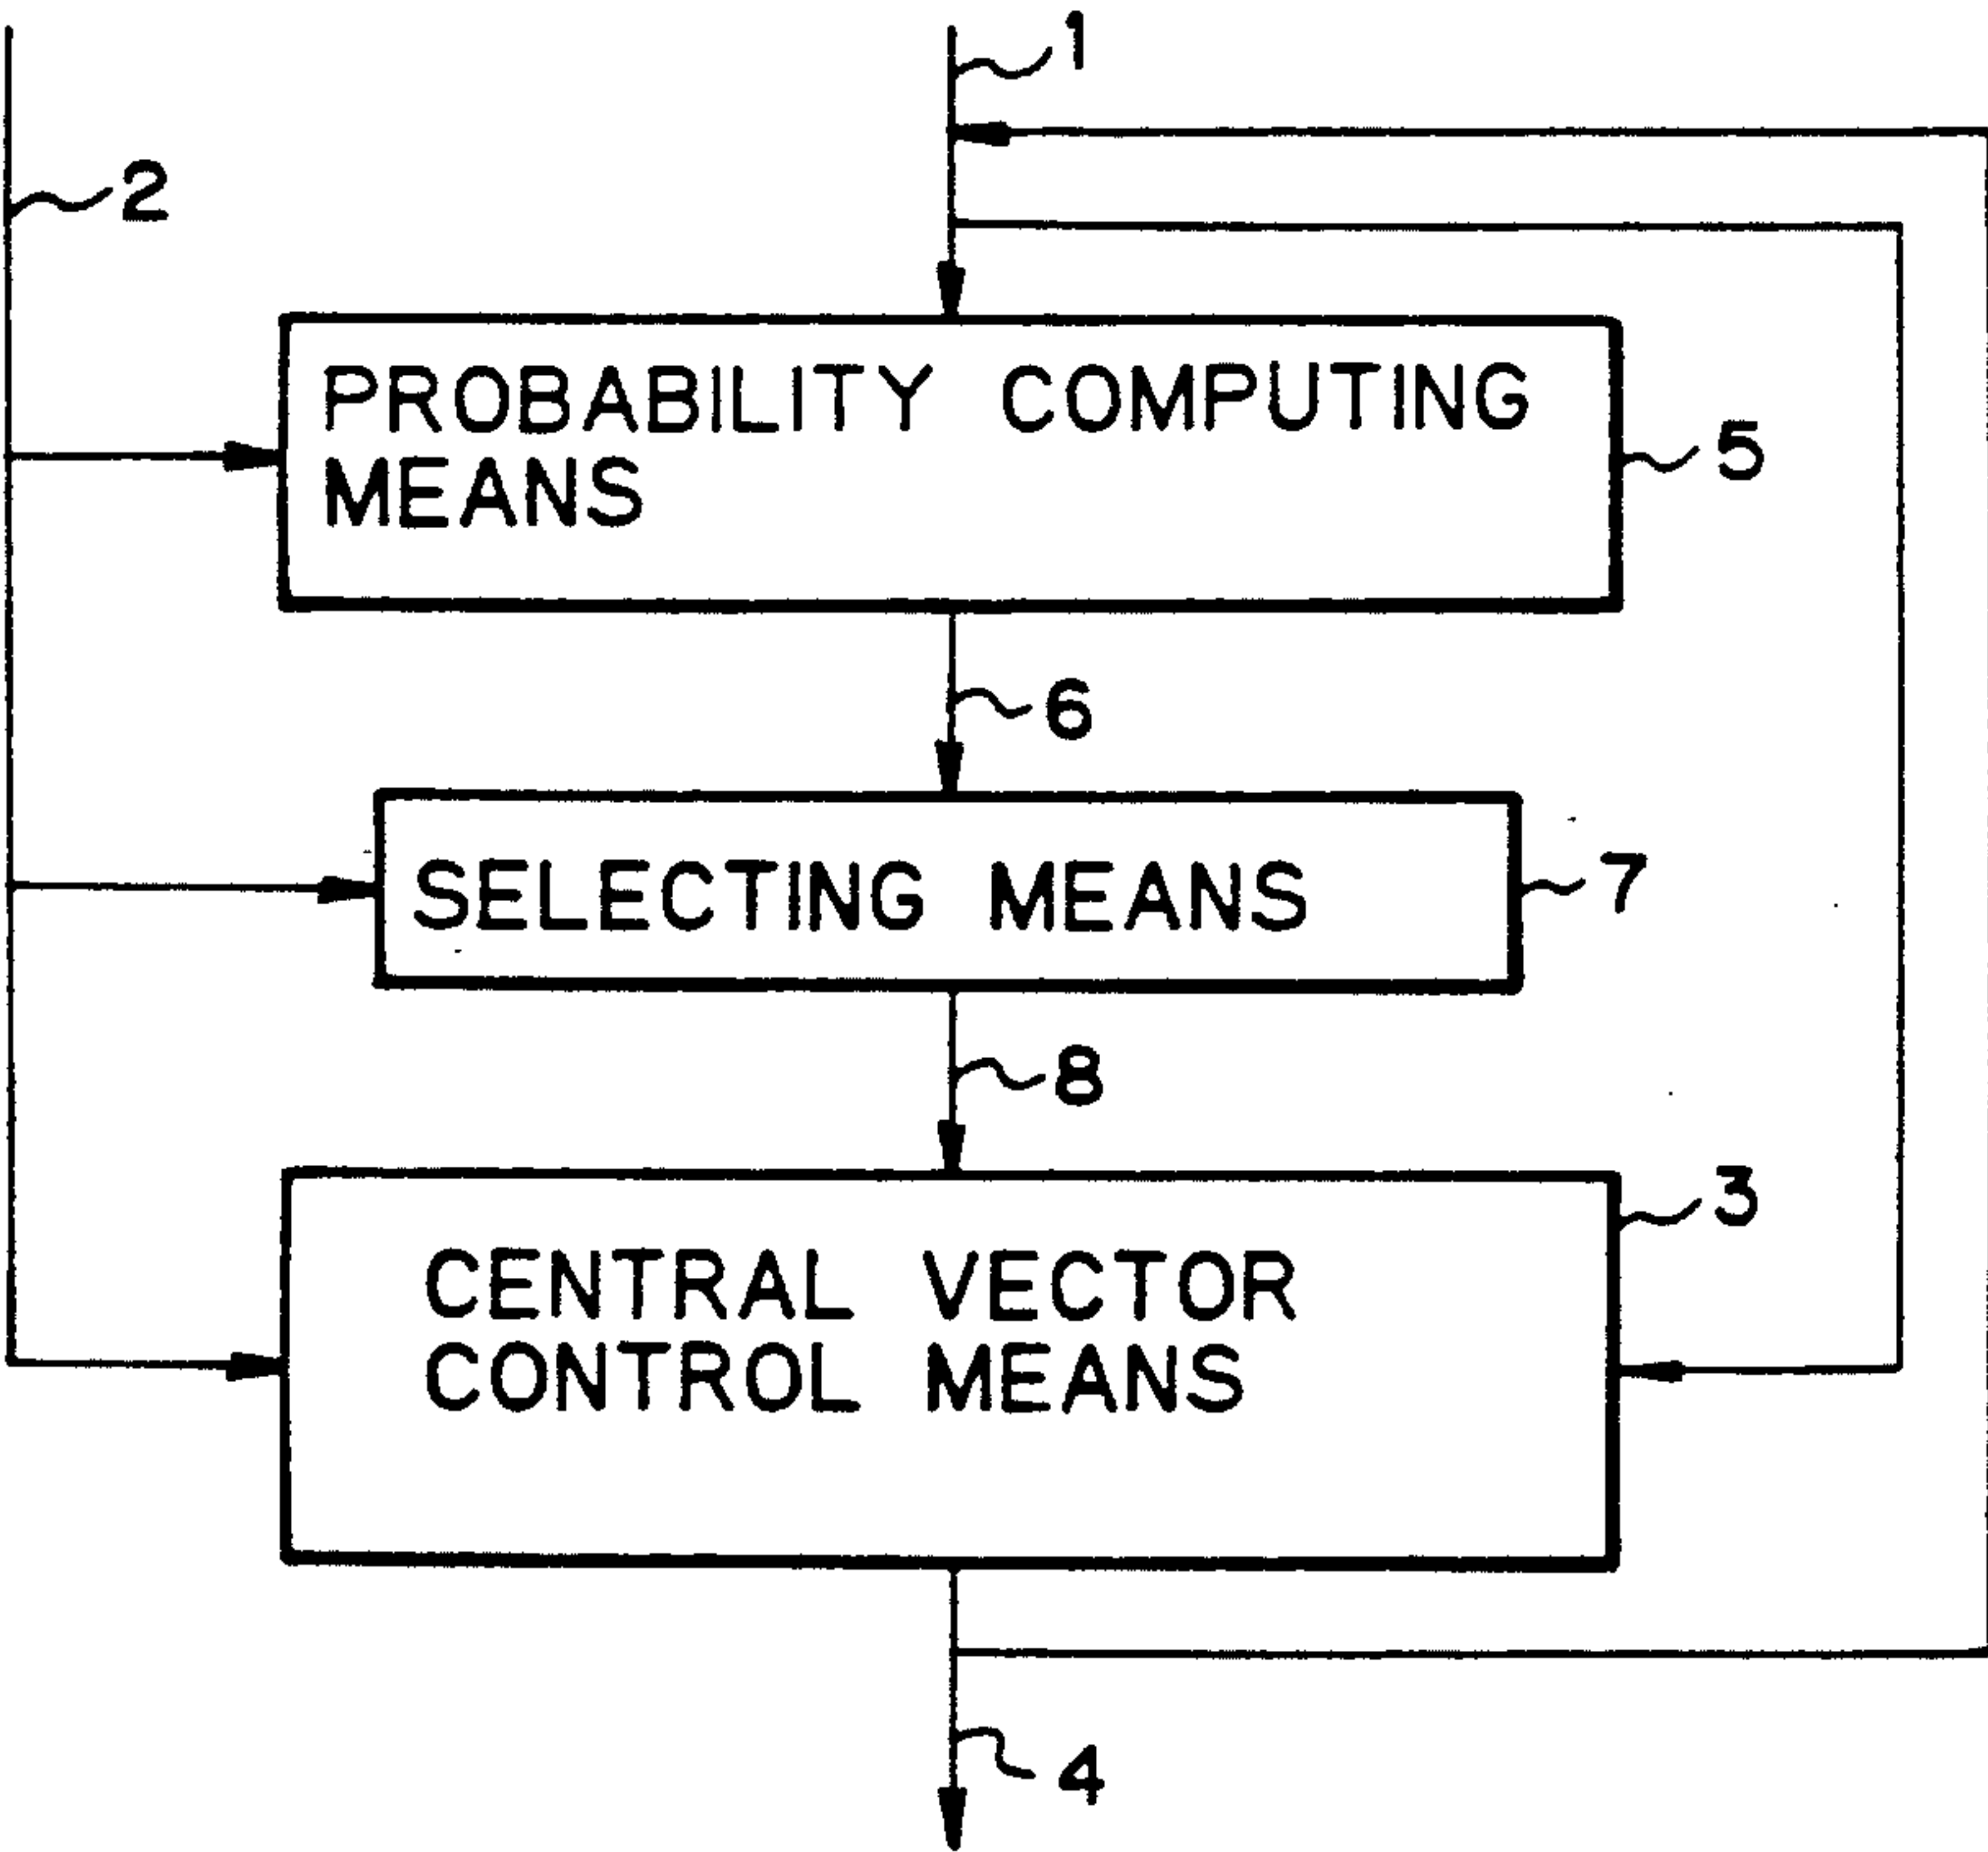 1
2
PROBABILITY COMPUTING
MEANS
5
6
SELECTING MEANS
7
8
3
CENTRAL VECTOR
CONTROL MEANS
4